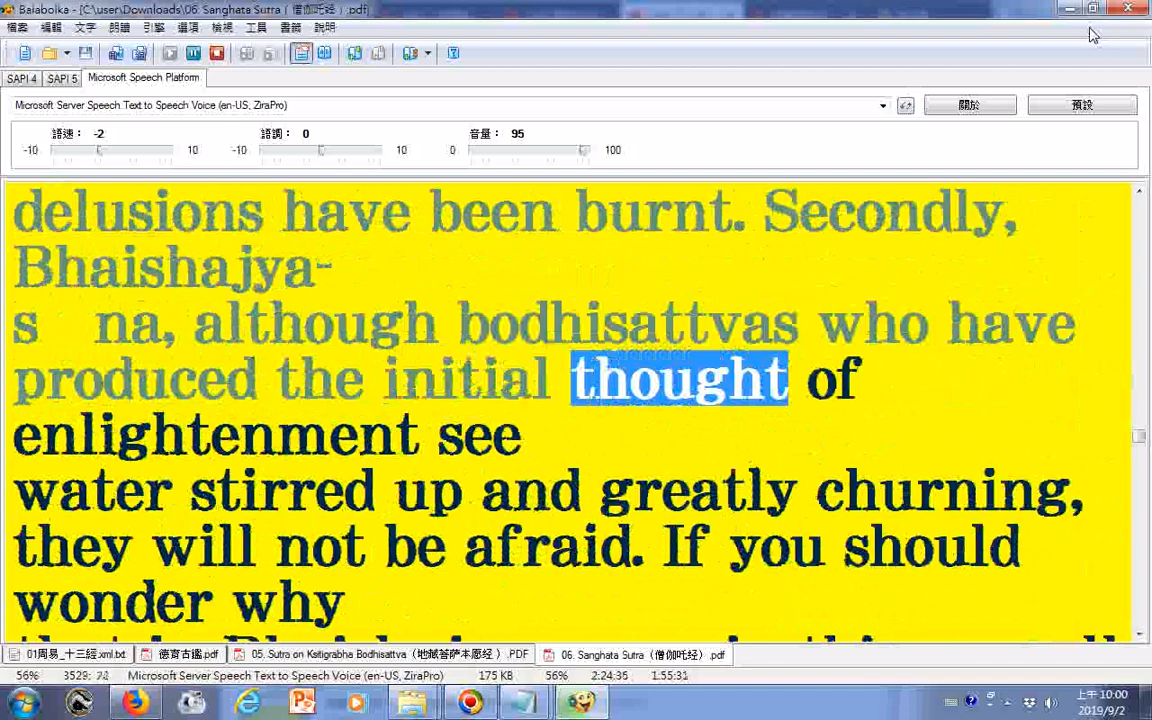 Balabolka - [C:\user\Downloads\06. Sanghata Sutra（僧伽吒经）.pdf]
檔案 編輯 文字 朗讀 引擎 選項 檢視 工具 書籤 說明
SAPI 4 SAPI 5 Microsoft Speech Platform
Microsoft Server Speech Text to Speech Voice (en-US, ZiraPro) 關於 預設
語速： -2 語調： 0 音量： 95
-10 10 -10 10 0 100
delusions have been burnt. Secondly,
Bhaishajya-
s na, although bodhisattvas who have
produced the initial thought of
enlightenment see
water stirred up and greatly churning,
they will not be afraid. If you should
wonder why
01周易_十三經.xml.txt 德育古鑑.pdf 05. Sutra on Ksitigrabha Bodhisattva（地藏菩萨本愿经）.PDF 06. Sanghata Sutra（僧伽吒经）.pdf
56% Microsoft Server Speech Text to Speech Voice (en-US, ZiraPro) 175 KB 56% 2:24:35 1:55:31
上午 10:00
2019/9/2